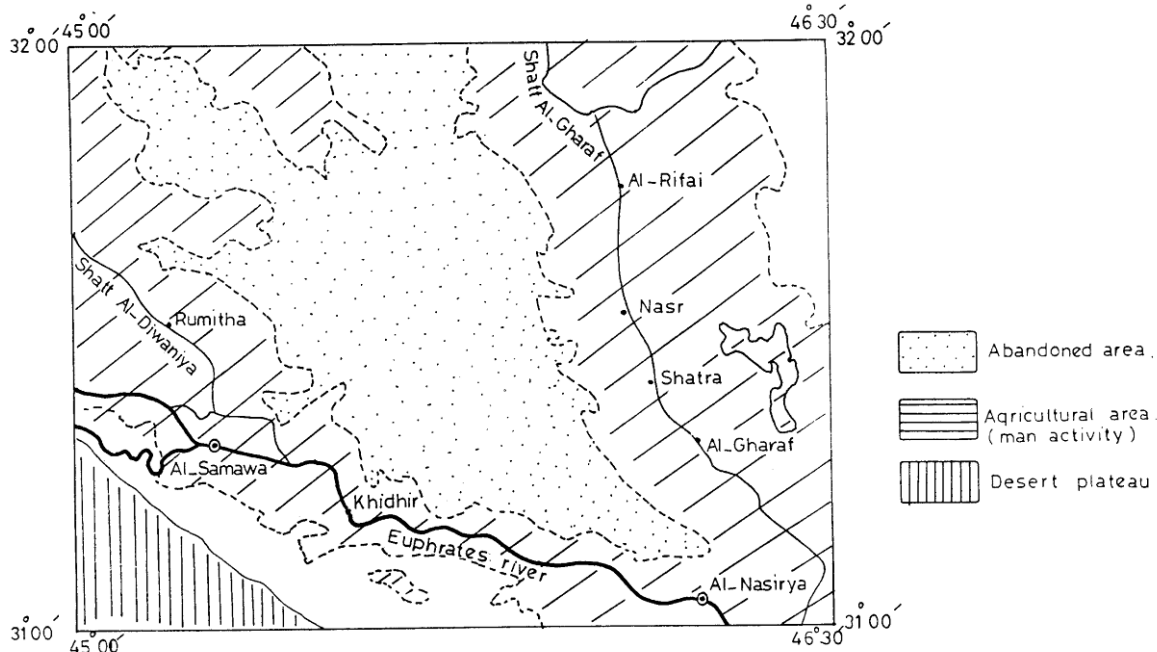 45°00′
46°30′
32°00′
32°00′
Shatt Al-Gharaf
Al-Rifai
Shatt Al-Diwaniya
Rumitha
Nasr
Shatra
Al-Gharaf
Al-Samawa
Khidhir
Euphrates river
Al-Nasirya
31°00′
45°00′
46°30′
31°00′
Abandoned area.
Agricultural area.
(man activity)
Desert plateau